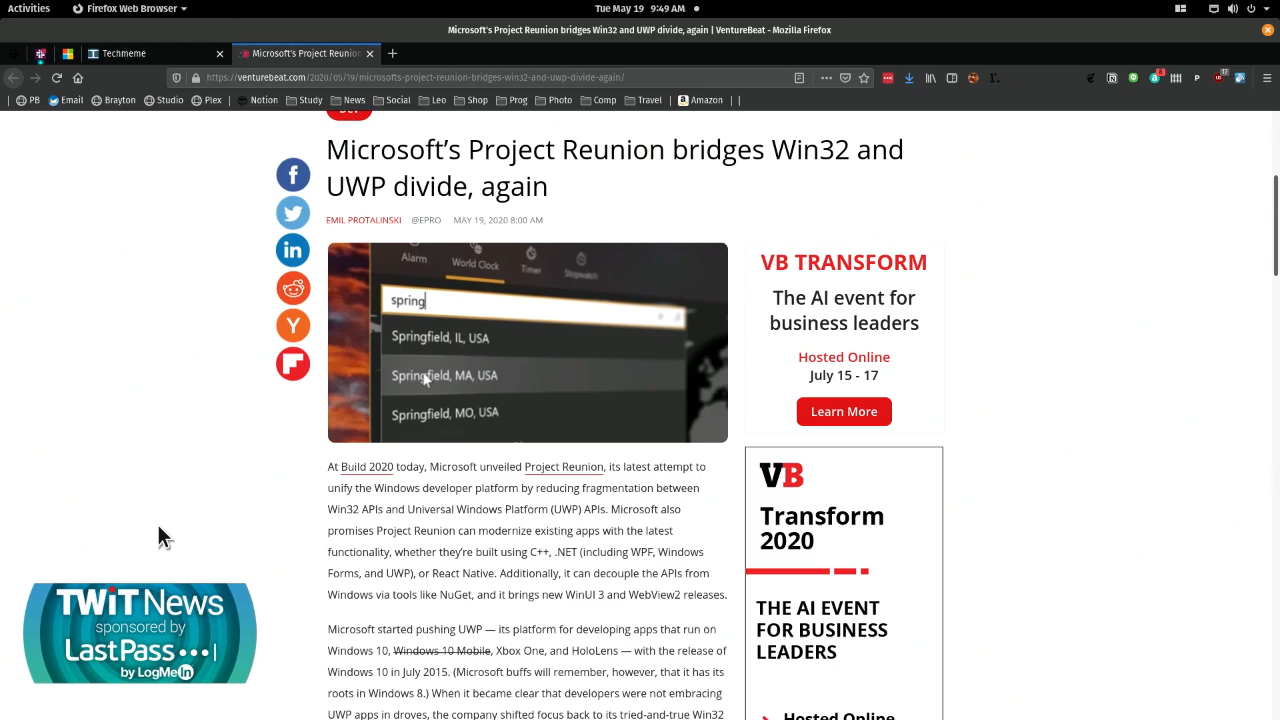 Activities
Firefox Web Browser
Tue May 19 9:49 AM
Microsoft's Project Reunion bridges Win32 and UWP divide, again | VentureBeat - Mozilla Firefox
Techmeme
Microsoft's Project Reunion
https://venturebeat.com/2020/05/19/microsofts-project-reunion-bridges-win32-and-uwp-divide-again/
PB
Email
Brayton
Studio
Plex
Notion
Study
News
Social
Leo
Shop
Prog
Photo
Comp
Travel
Amazon
Microsoft's Project Reunion bridges Win32 and
UWP divide, again
EMIL PROTALINSKI @EPRO MAY 19, 2020 8:00 AM
Alarm
World Clock
Timer
Stopwatch
spring
Springfield, IL, USA
Springfield, MA, USA
Springfield, MO, USA
At Build 2020 today, Microsoft unveiled Project Reunion, its latest attempt to
unify the Windows developer platform by reducing fragmentation between
Win32 APIs and Universal Windows Platform (UWP) APIs. Microsoft also
promises Project Reunion can modernize existing apps with the latest
functionality, whether they're built using C++, .NET (including WPF, Windows
Forms, and UWP), or React Native. Additionally, it can decouple the APIs from
Windows via tools like NuGet, and it brings new WinUI 3 and WebView2 releases.
Microsoft started pushing UWP — its platform for developing apps that run on
Windows 10, Windows 10 Mobile, Xbox One, and HoloLens — with the release of
Windows 10 in July 2015. (Microsoft buffs will remember, however, that it has its
roots in Windows 8.) When it became clear that developers were not embracing
UWP apps in droves, the company shifted focus back to its tried-and-true Win32
VB TRANSFORM
The AI event for
business leaders
Hosted Online
July 15 - 17
Learn More
VB
Transform
2020
THE AI EVENT
FOR BUSINESS
LEADERS
Hosted Online
TWiT News
sponsored by
LastPass
by LogMeIn